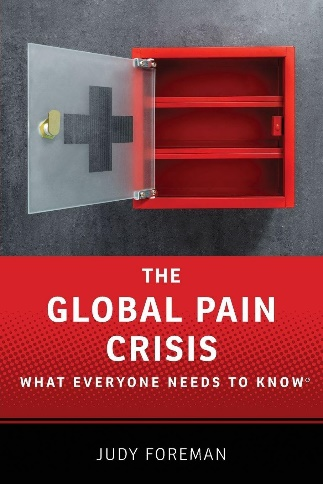 THE
GLOBAL PAIN
CRISIS
WHAT EVERYONE NEEDS TO KNOW®
JUDY FOREMAN